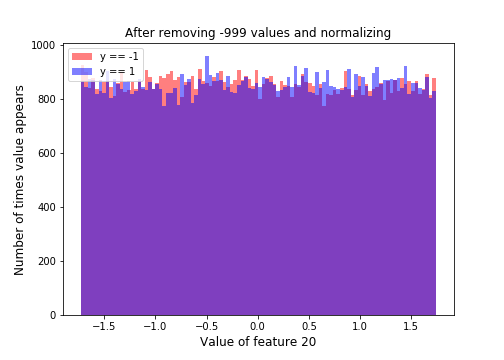 After removing -999 values and normalizing
1000
800
600
400
200
0
y == -1
y == 1
Number of times value appears
−1.5 −1.0 −0.5 0.0 0.5 1.0 1.5
Value of feature 20